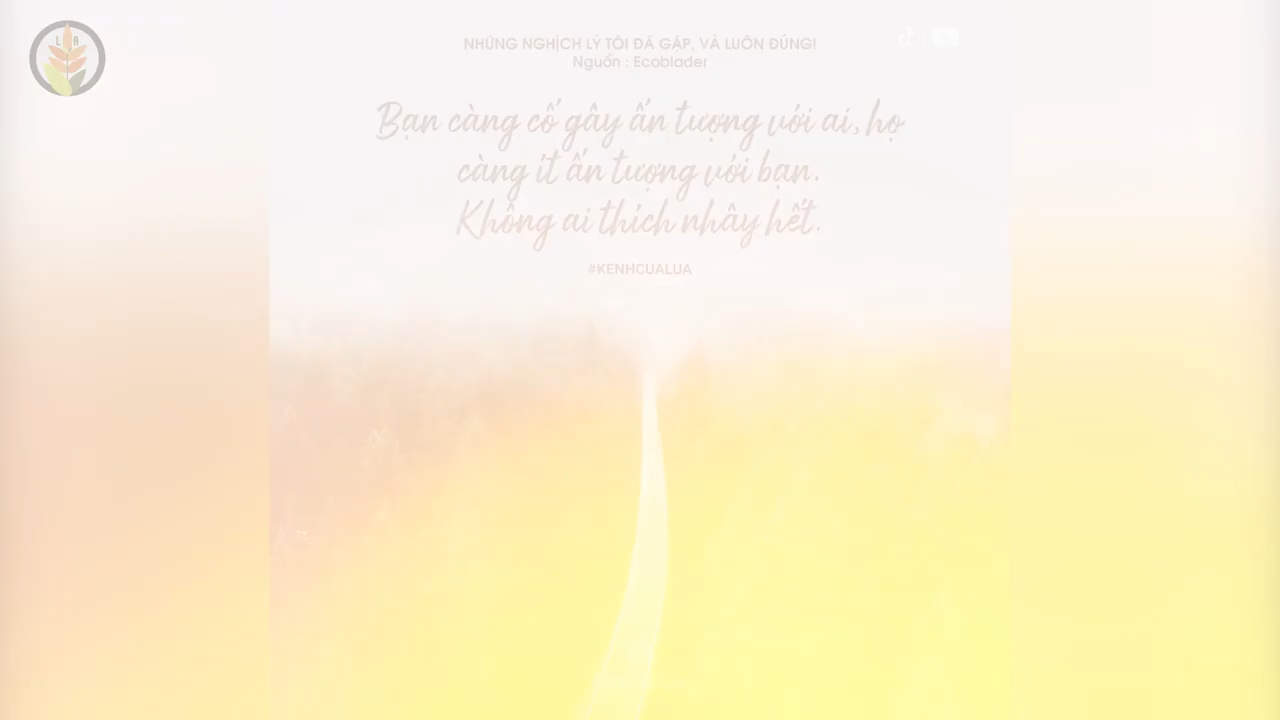 L A
NHỮNG NGHỊCH LÝ TÔI ĐÃ GẶP, VÀ LUÔN ĐÚNG!
Nguồn : Ecoblader
Bạn càng cố gây ấn tượng với ai, họ
càng ít ấn tượng với bạn.
Không ai thích nhây hết.
#KENHCUALUA